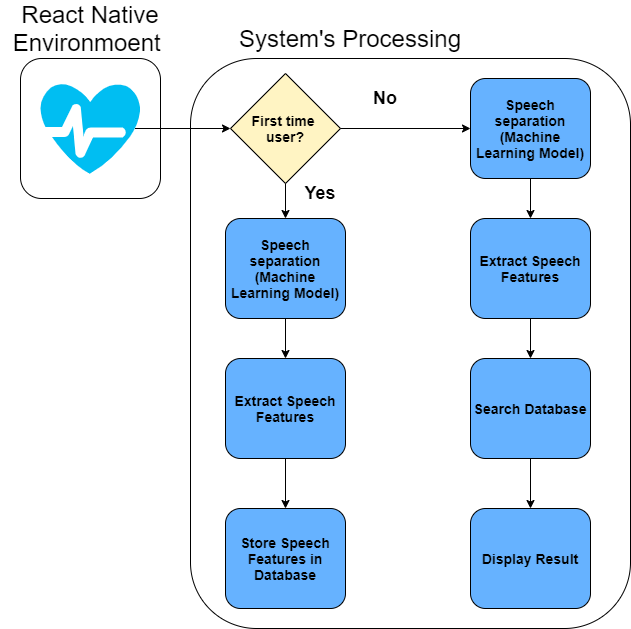 React Native
Environmoent
System's Processing
First time
user?
No
Yes
Speech
separation
(Machine
Learning Model)
Extract Speech
Features
Store Speech
Features in
Database
Speech
separation
(Machine
Learning Model)
Extract Speech
Features
Search Database
Display Result